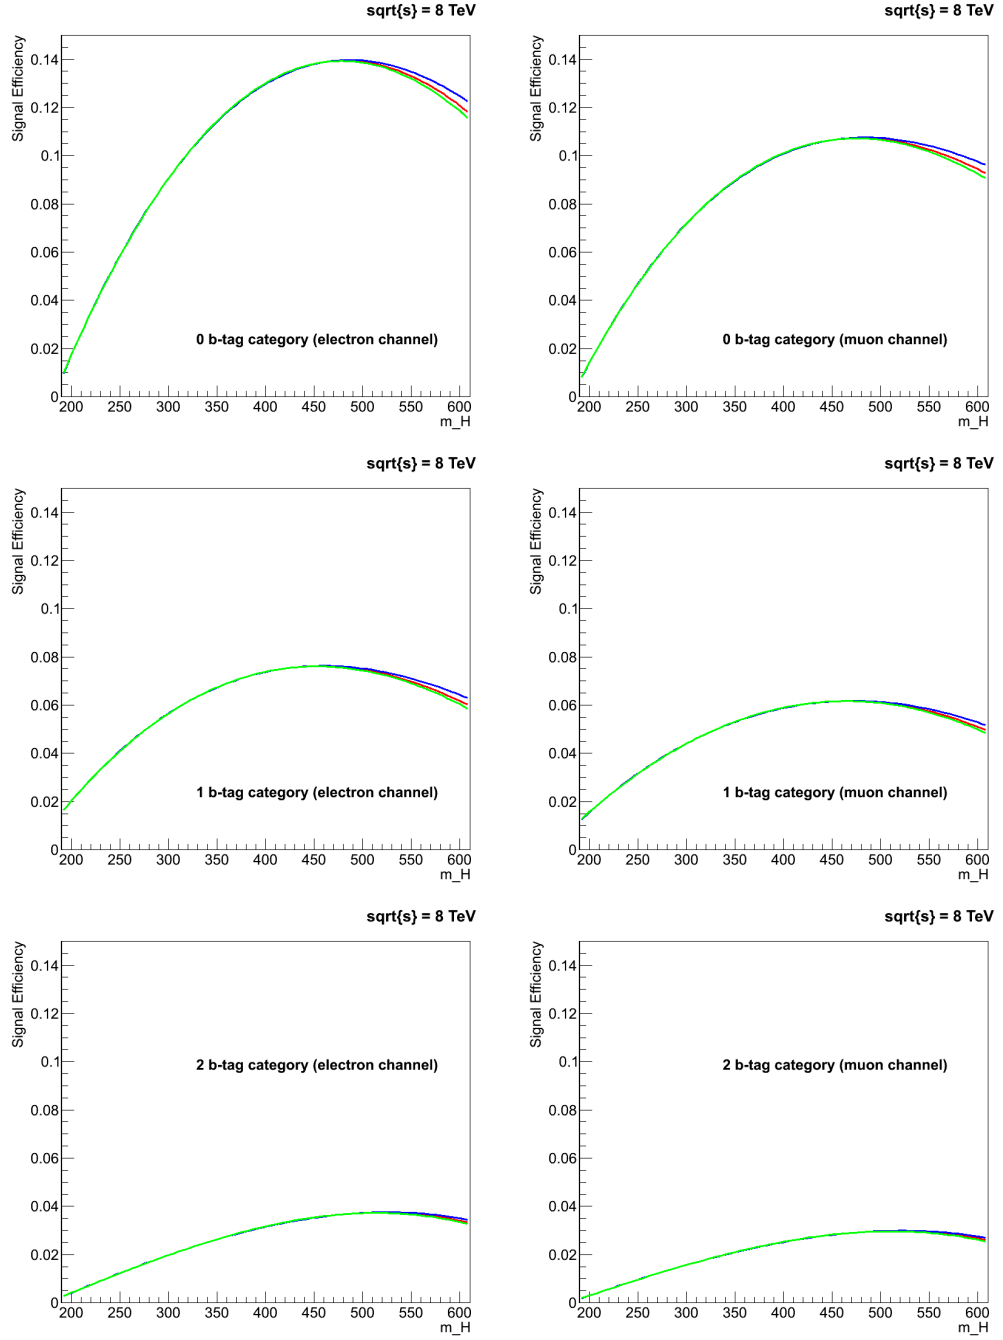 sqrt{s} = 8 TeV
Signal Efficiency
0.14
0.12
0.1
0.08
0.06
0.04
0.02
0
0 b-tag category (electron channel)
200 250 300 350 400 450 500 550 600
m_H
sqrt{s} = 8 TeV
Signal Efficiency
0.14
0.12
0.1
0.08
0.06
0.04
0.02
0
0 b-tag category (muon channel)
200 250 300 350 400 450 500 550 600
m_H
sqrt{s} = 8 TeV
Signal Efficiency
0.14
0.12
0.1
0.08
0.06
0.04
0.02
0
1 b-tag category (electron channel)
200 250 300 350 400 450 500 550 600
m_H
sqrt{s} = 8 TeV
Signal Efficiency
0.14
0.12
0.1
0.08
0.06
0.04
0.02
0
1 b-tag category (muon channel)
200 250 300 350 400 450 500 550 600
m_H
sqrt{s} = 8 TeV
Signal Efficiency
0.14
0.12
0.1
0.08
0.06
0.04
0.02
0
2 b-tag category (electron channel)
200 250 300 350 400 450 500 550 600
m_H
sqrt{s} = 8 TeV
Signal Efficiency
0.14
0.12
0.1
0.08
0.06
0.04
0.02
0
2 b-tag category (muon channel)
200 250 300 350 400 450 500 550 600
m_H